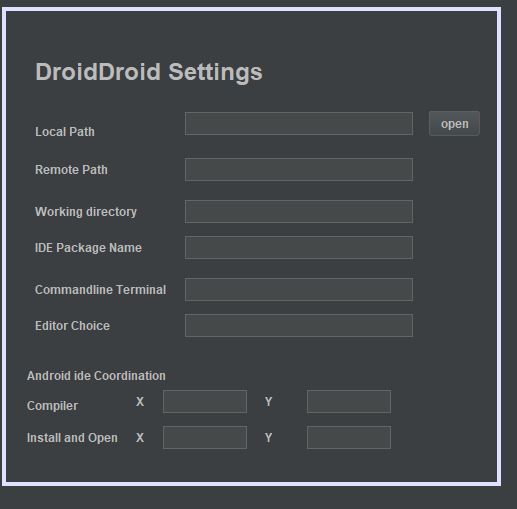 DroidDroid Settings
Local Path
open
Remote Path
Working directory
IDE Package Name
Commandline Terminal
Editor Choice
Android ide Coordination
Compiler X Y
Install and Open X Y